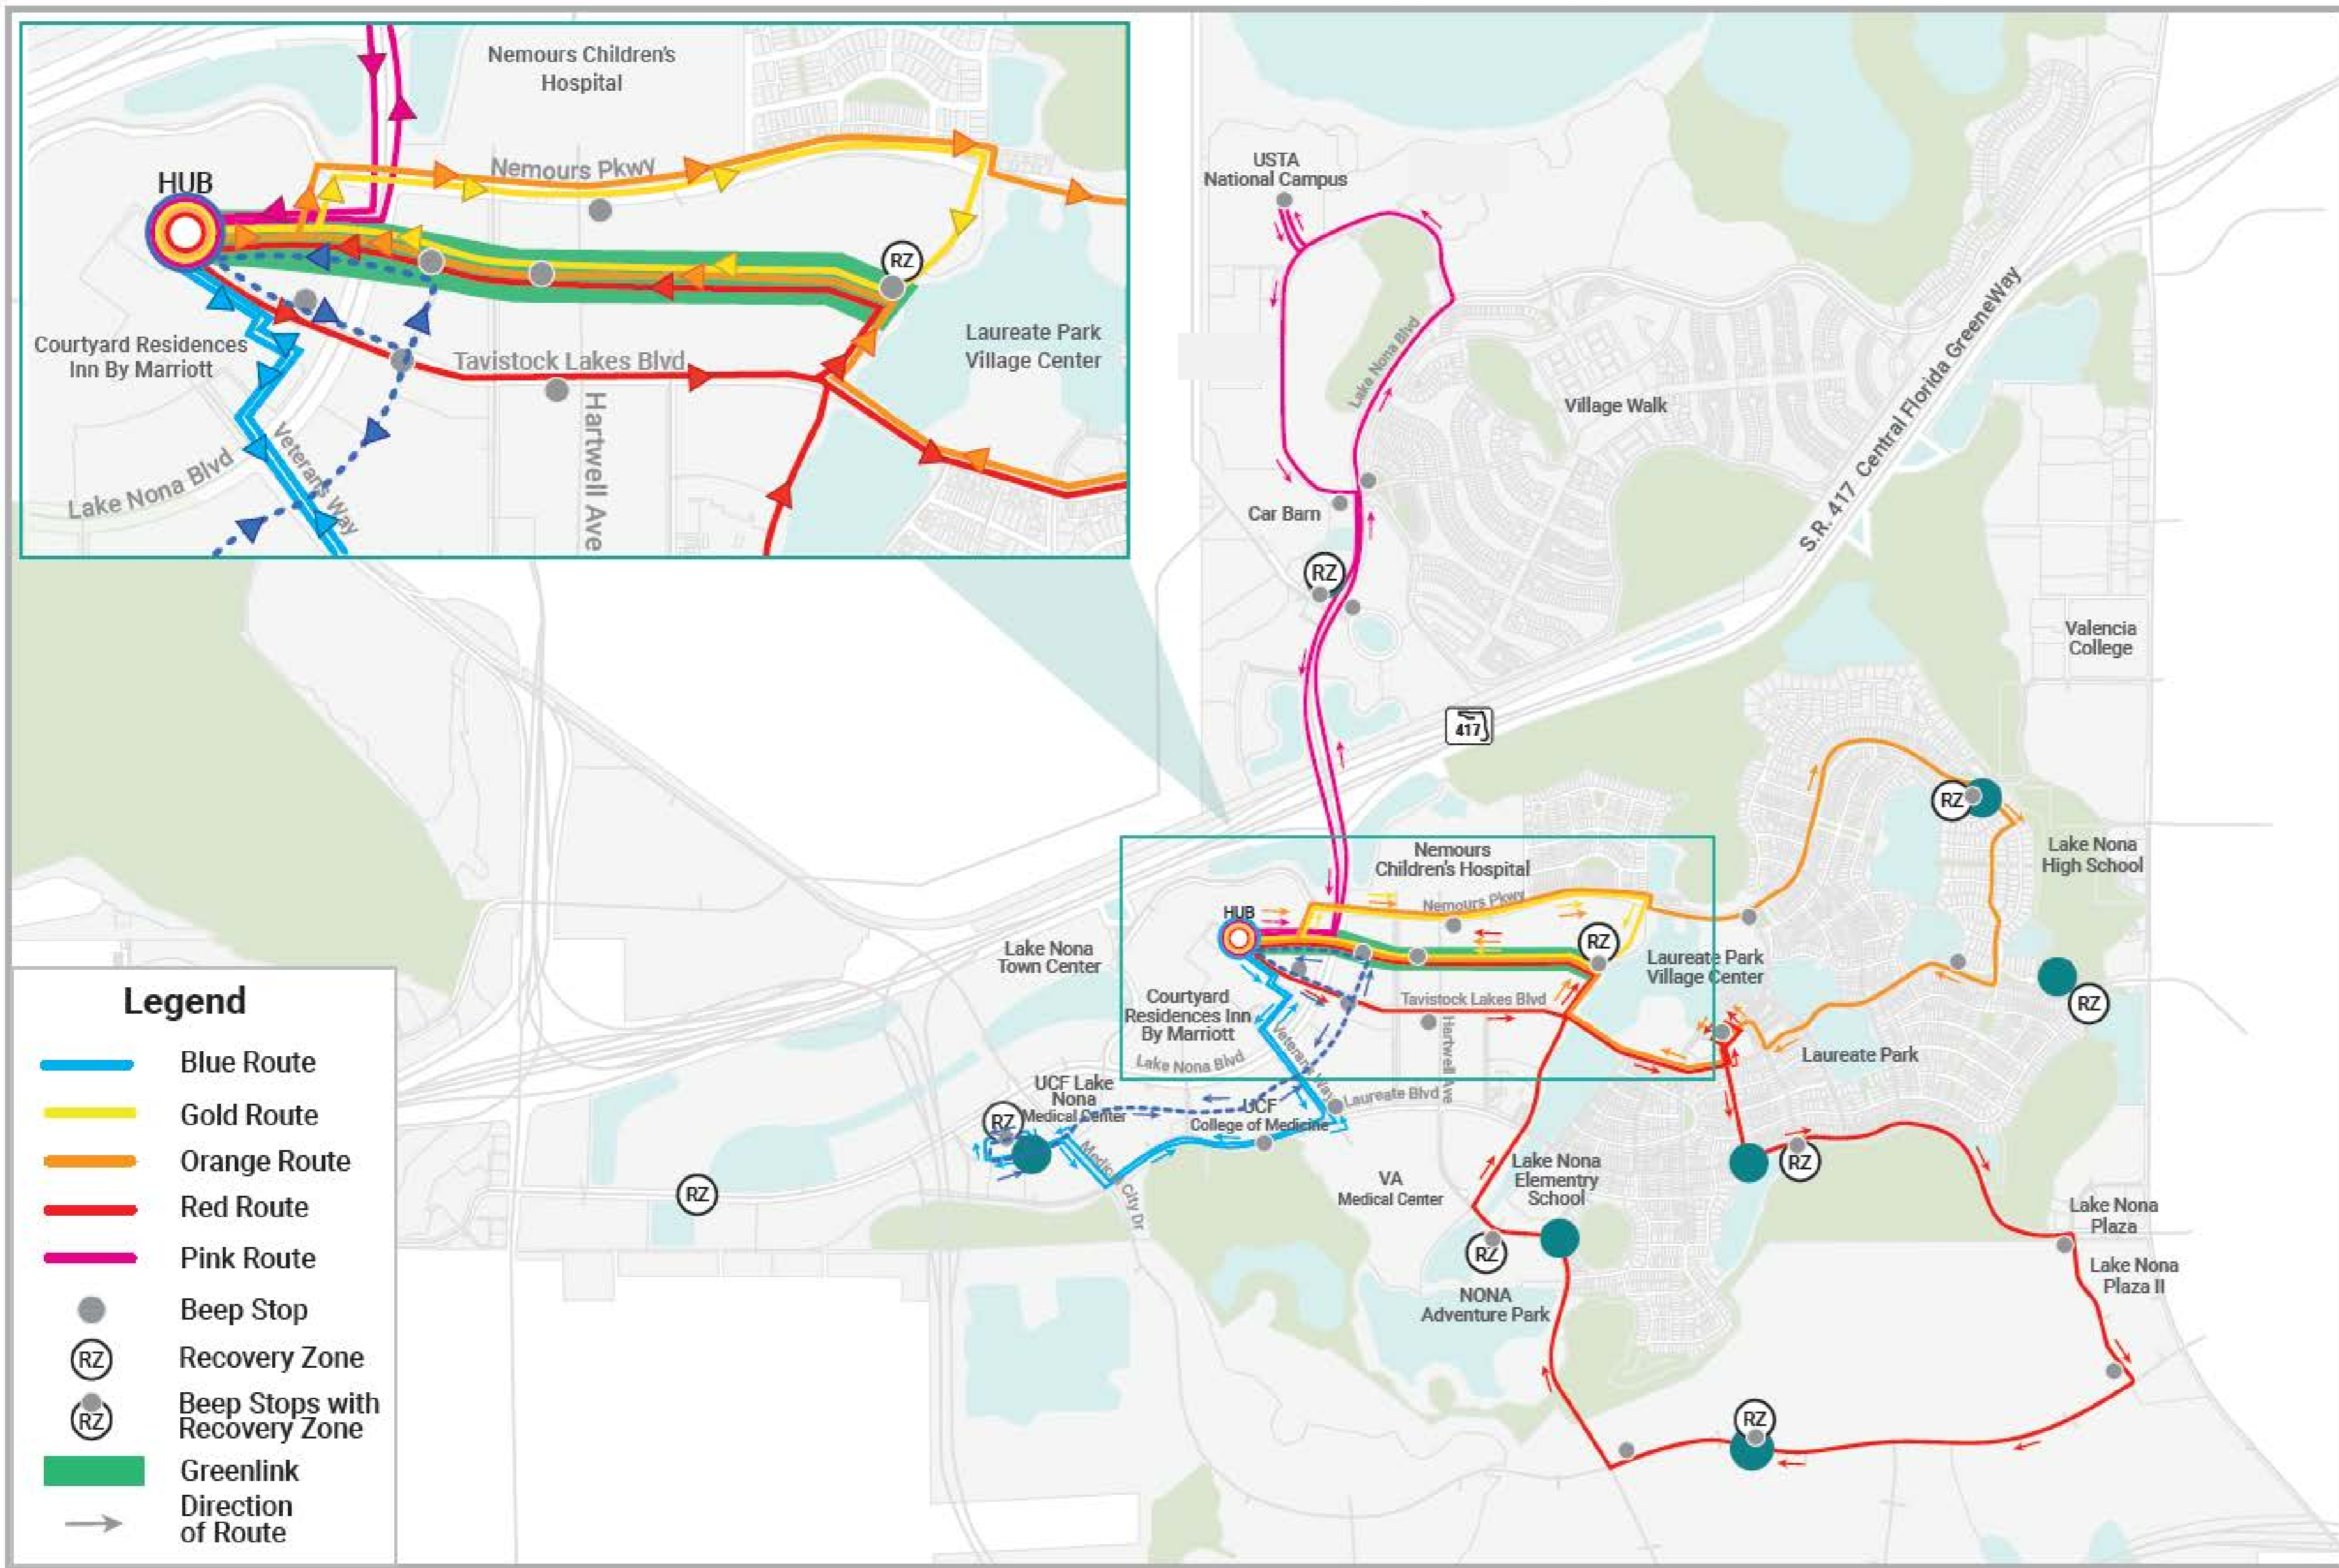 Nemours Children's
Hospital
Nemours Pkwy
HUB
RZ
Courtyard Residences
Inn By Marriott
Tavistock Lakes Blvd
Laureate Park
Village Center
Hartwell Ave
Veterans Way
Lake Nona Blvd
USTA
National Campus
Lake Nona Blvd
Village Walk
S.R. 417 Central Florida GreeneWay
Car Barn
RZ
Valencia
College
417
RZ
Lake Nona
High School
Nemours
Children's Hospital
Nemours Pkwy
HUB
RZ
Lake Nona
Town Center
Laureate Park
Village Center
RZ
Courtyard
Residences Inn
By Marriott
Tavistock Lakes Blvd
Hartwell Ave
Veterans Way
Lake Nona Blvd
Laureate Park
UCF Lake
Nona
Medical Center
RZ
Laureate Blvd
UCF
College of Medicine
Medical City Dr
RZ
VA
Medical Center
Lake Nona
Elementry
School
RZ
Lake Nona
Plaza
Lake Nona
Plaza II
RZ
NONA
Adventure Park
RZ
Legend
Blue Route
Gold Route
Orange Route
Red Route
Pink Route
Beep Stop
RZ
Recovery Zone
RZ
Beep Stops with
Recovery Zone
Greenlink
Direction
of Route